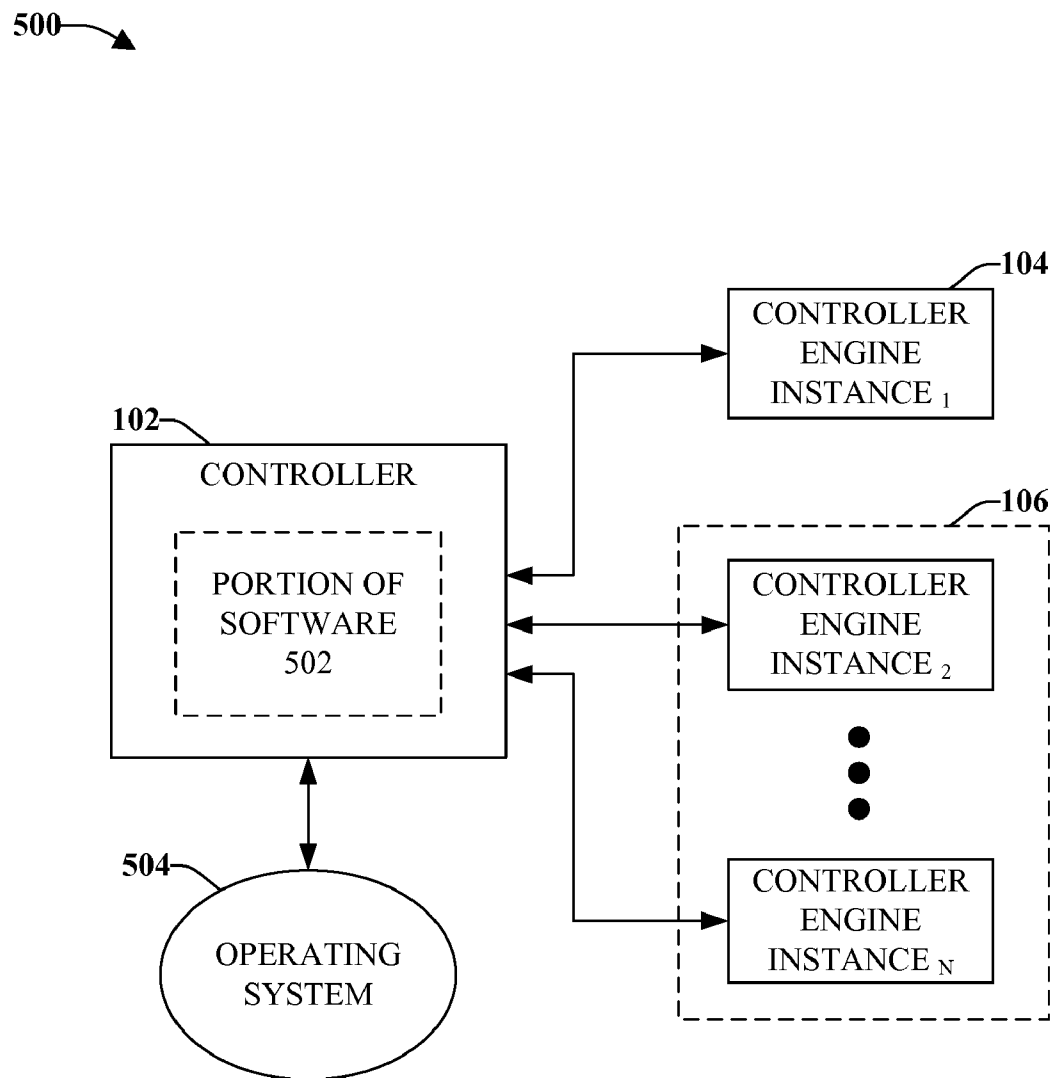 500
104
CONTROLLER
ENGINE
INSTANCE 1
102
CONTROLLER
PORTION OF
SOFTWARE
502
106
CONTROLLER
ENGINE
INSTANCE 2
CONTROLLER
ENGINE
INSTANCE N
504
OPERATING
SYSTEM